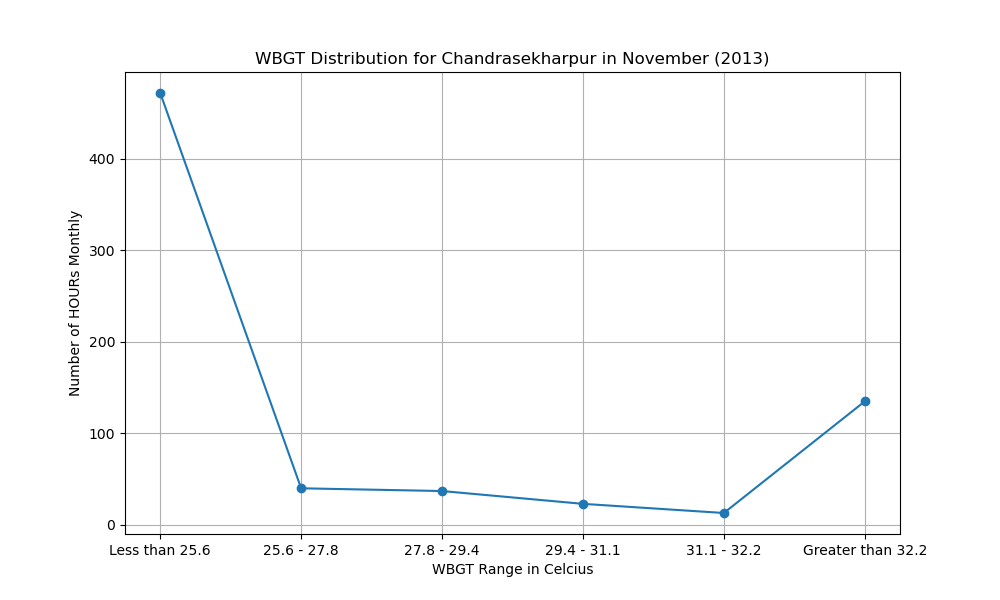 WBGT Distribution for Chandrasekharpur in November (2013)
Number of HOURs Monthly
400
300
200
100
0
Less than 25.6
25.6 - 27.8
27.8 - 29.4
29.4 - 31.1
31.1 - 32.2
Greater than 32.2
WBGT Range in Celcius